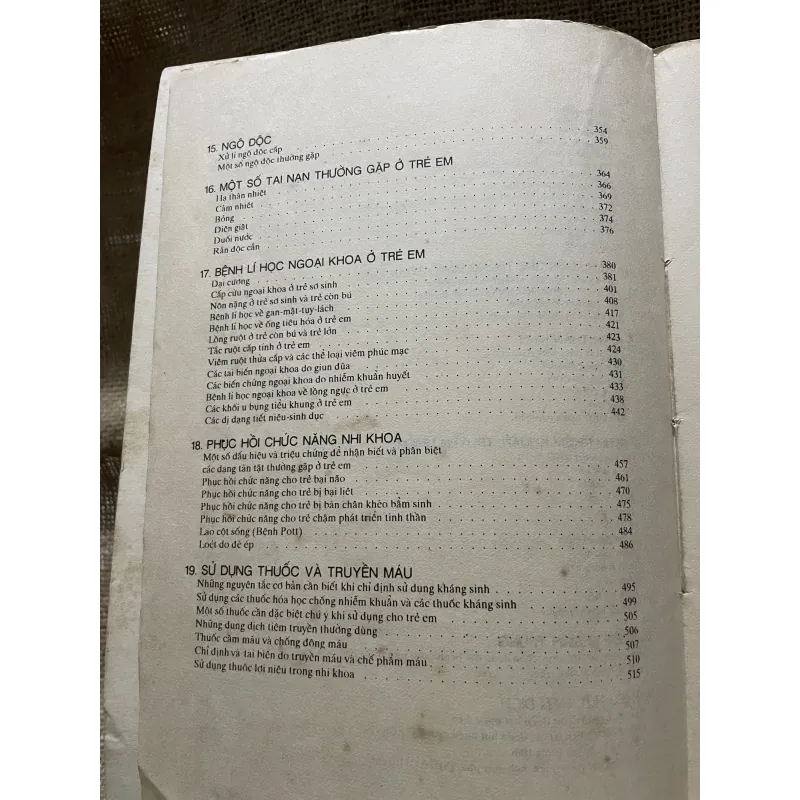 15. NGỘ ĐỘC
Xử lí ngộ độc cấp 354
Một số ngộ độc thường gặp 359
16. MỘT SỐ TAI NẠN THƯỜNG GẶP Ở TRẺ EM
Hạ thân nhiệt 364
Cảm nhiệt 366
Bỏng 369
Điện giật 372
Đuối nước 374
Rắn độc cắn 376
17. BỆNH LÍ HỌC NGOẠI KHOA Ở TRẺ EM
Đại cương 380
Cấp cứu ngoại khoa ở trẻ sơ sinh 381
Nôn nặng ở trẻ sơ sinh và trẻ còn bú 401
Bệnh lí học về gan-mật-tụy-lách 408
Bệnh lí học về ống tiêu hóa ở trẻ em 417
Lồng ruột ở trẻ còn bú và trẻ lớn 421
Tắc ruột cấp tính ở trẻ em 423
Viêm ruột thừa cấp và các thể loại viêm phúc mạc 424
Các tai biến ngoại khoa do giun đũa 430
Các biến chứng ngoại khoa do nhiễm khuẩn huyết 431
Bệnh lí học ngoại khoa về lồng ngực ở trẻ em 433
Các khối u bụng tiểu khung ở trẻ em 438
Các dị dạng tiết niệu-sinh dục 442
18. PHỤC HỒI CHỨC NĂNG NHI KHOA
Một số dấu hiệu và triệu chứng để nhận biết và phân biệt
các dạng tàn tật thường gặp ở trẻ em 457
Phục hồi chức năng cho trẻ bại não 461
Phục hồi chức năng cho trẻ bị bại liệt 470
Phục hồi chức năng cho trẻ bị bàn chân khèo bẩm sinh 475
Phục hồi chức năng cho trẻ chậm phát triển tinh thần 478
Lao cột sống (Bệnh Pott) 484
Loét do đè ép 486
19. SỬ DỤNG THUỐC VÀ TRUYỀN MÁU
Những nguyên tắc cơ bản cần biết khi chỉ định sử dụng kháng sinh 495
Sử dụng các thuốc hóa học chống nhiễm khuẩn và các thuốc kháng sinh 499
Một số thuốc cần đặc biệt chú ý khi sử dụng cho trẻ em 505
Những dung dịch tiêm truyền thường dùng 506
Thuốc cầm máu và chống đông máu 507
Chỉ định và tai biến do truyền máu và chế phẩm máu 510
Sử dụng thuốc lợi niệu trong nhi khoa 515